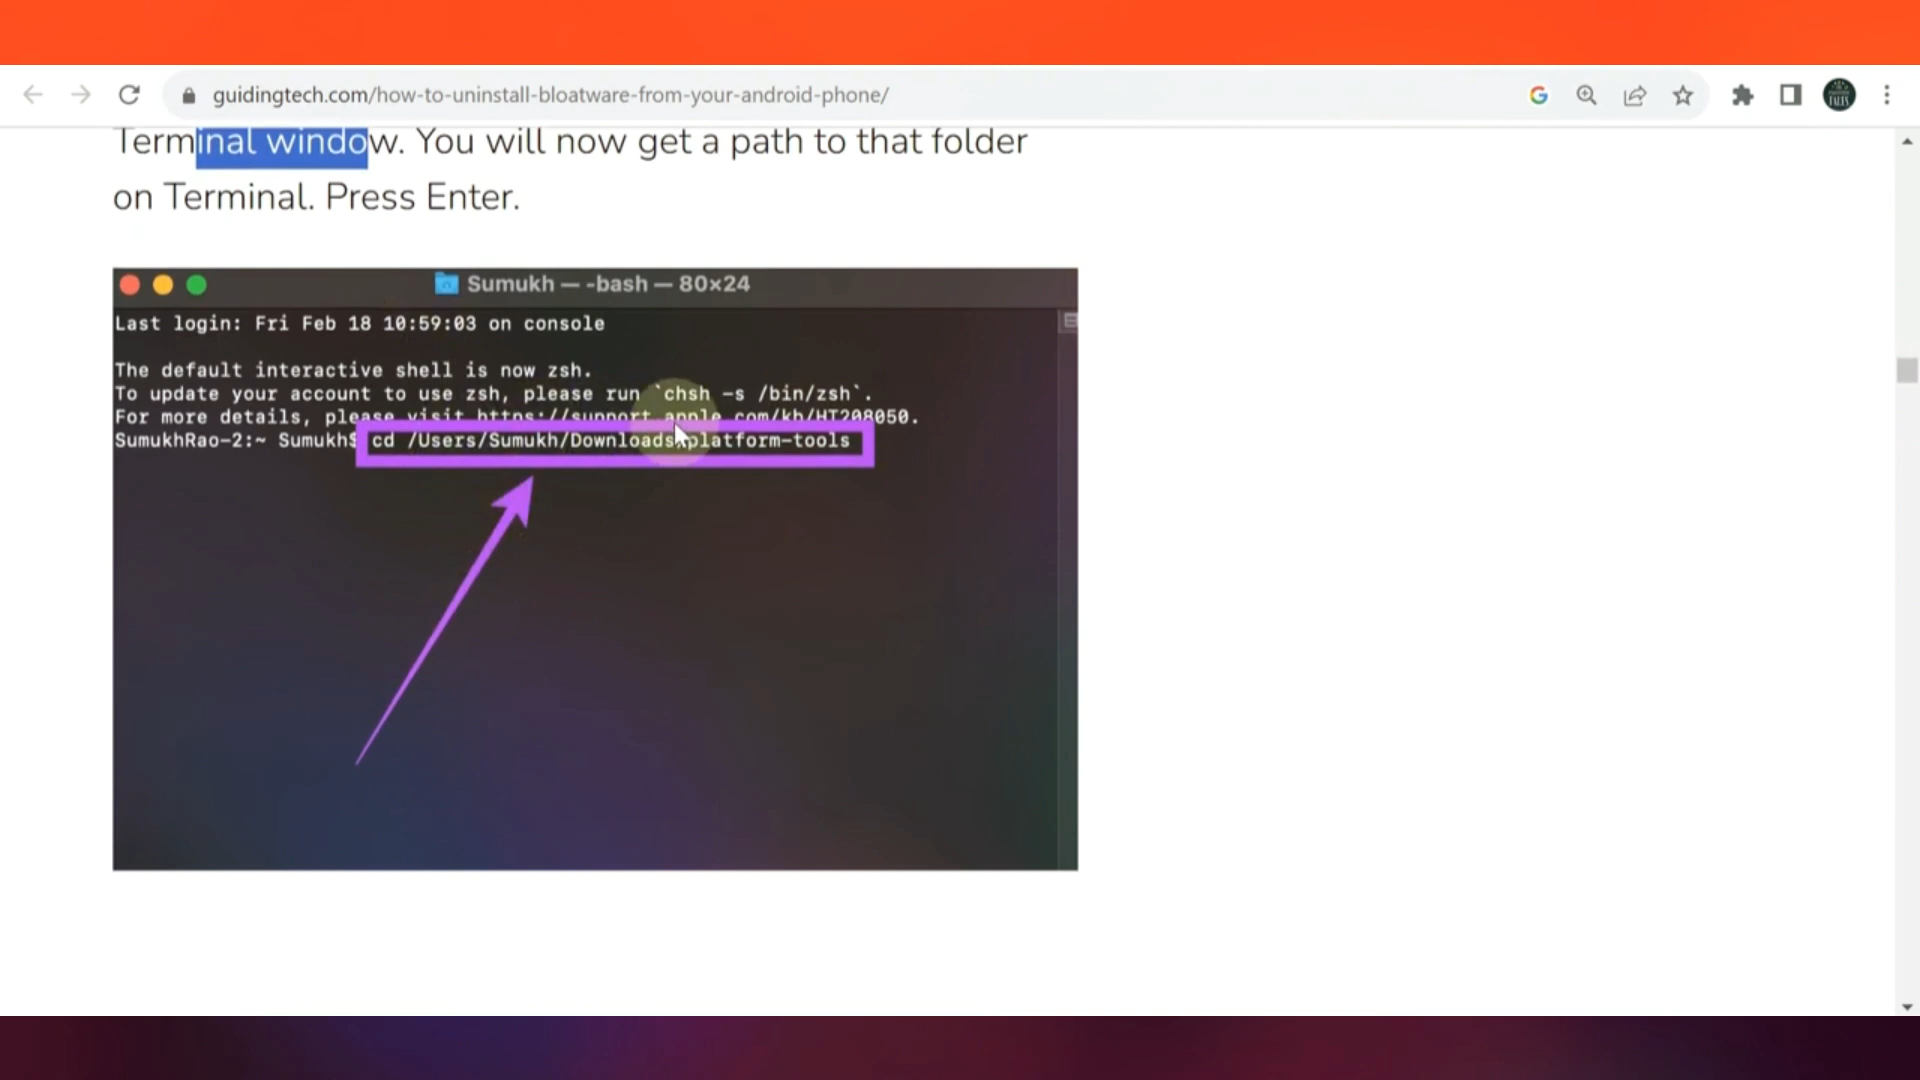 guidingtech.com/how-to-uninstall-bloatware-from-your-android-phone/
Terminal window. You will now get a path to that folder
on Terminal. Press Enter.
Sumukh — -bash — 80×24
Last login: Fri Feb 18 10:59:03 on console
The default interactive shell is now zsh.
To update your account to use zsh, please run `chsh -s /bin/zsh`.
For more details, please visit https://support.apple.com/kb/HT208050.
SumukhRao-2:~ Sumukh$ cd /Users/Sumukh/Downloads/platform-tools